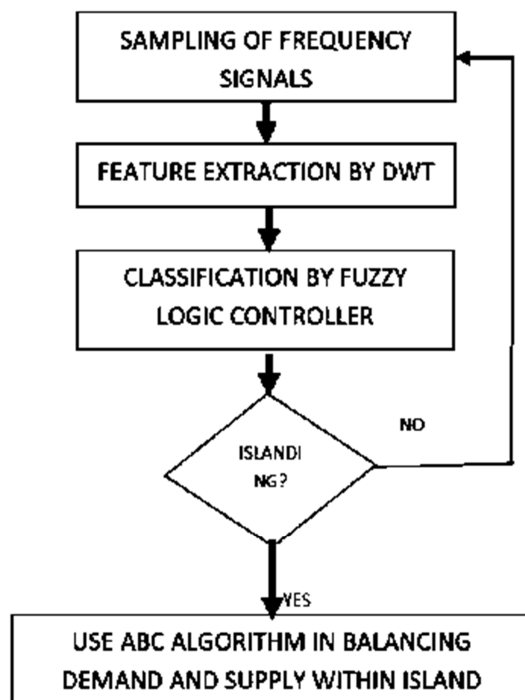 SAMPLING OF FREQUENCY
SIGNALS
FEATURE EXTRACTION BY DWT
CLASSIFICATION BY FUZZY
LOGIC CONTROLLER
ISLANDI
NG?
NO
YES
USE ABC ALGORITHM IN BALANCING
DEMAND AND SUPPLY WITHIN ISLAND